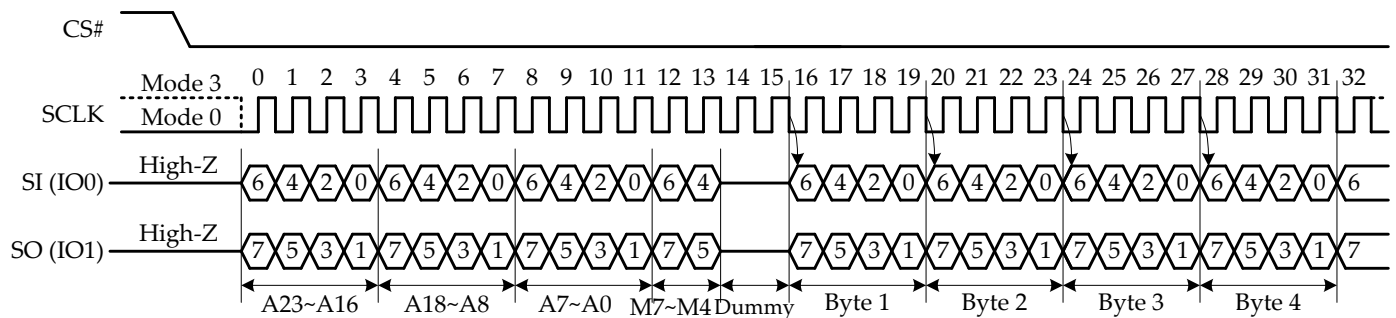 CS#
Mode 3 0 1 2 3 4 5 6 7 8 9 10 11 12 13 14 15 16 17 18 19 20 21 22 23 24 25 26 27 28 29 30 31 32
SCLK Mode 0
High-Z
SI (IO0) 6 4 2 0 6 4 2 0 6 4 2 0 6 4 6 4 2 0 6 4 2 0 6 4 2 0 6 4 2 0 6
High-Z
SO (IO1) 7 5 3 1 7 5 3 1 7 5 3 1 7 5 7 5 3 1 7 5 3 1 7 5 3 1 7 5 3 1 7
A23~A16 A18~A8 A7~A0 M7~M4 Dummy Byte 1 Byte 2 Byte 3 Byte 4